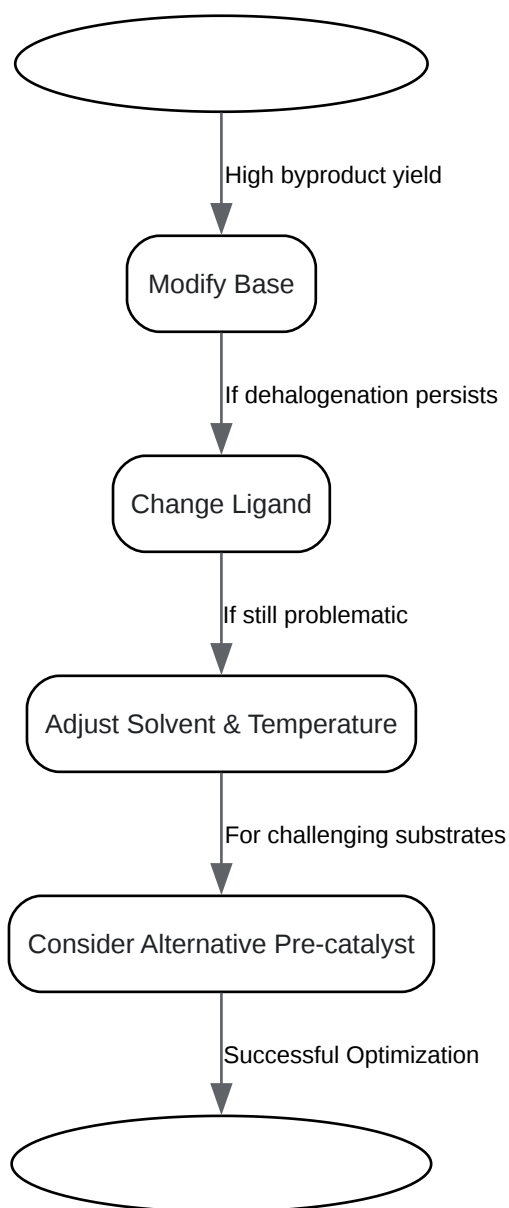 High byproduct yield
Modify Base
If dehalogenation persists
Change Ligand
If still problematic
Adjust Solvent & Temperature
For challenging substrates
Consider Alternative Pre-catalyst
Successful Optimization